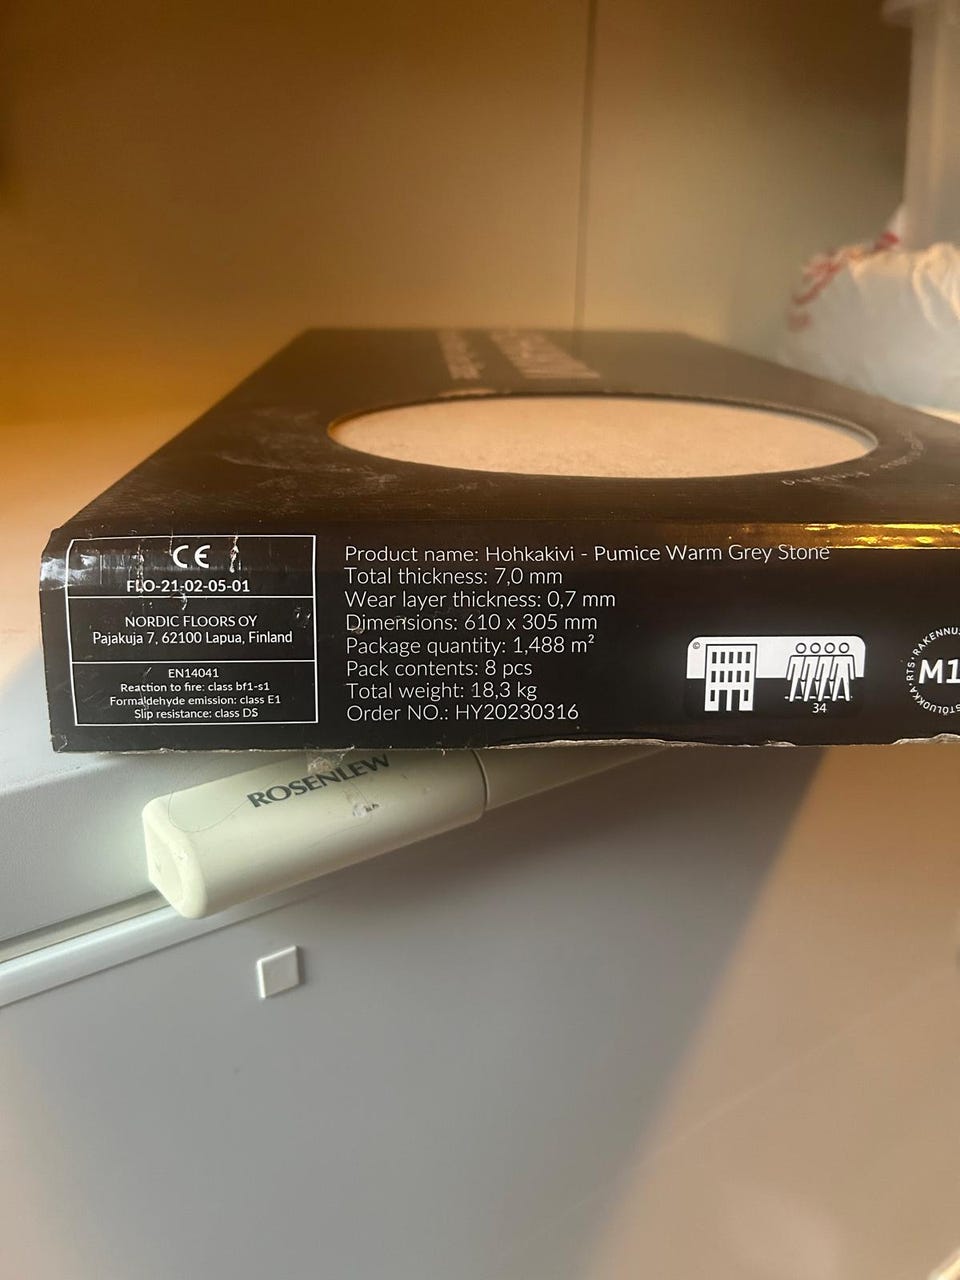 CE
FLO-21-02-05-01
NORDIC FLOORS OY
Pajakuja 7, 62100 Lapua, Finland
EN14041
Reaction to fire: class bf1-s1
Formaldehyde emission: class E1
Slip resistance: class DS
Product name: Hohkakivi - Pumice Warm Grey Stone
Total thickness: 7,0 mm
Wear layer thickness: 0,7 mm
Dimensions: 610 x 305 mm
Package quantity: 1,488 m²
Pack contents: 8 pcs
Total weight: 18,3 kg
Order NO.: HY20230316
©
34
M1
ROSENLEW